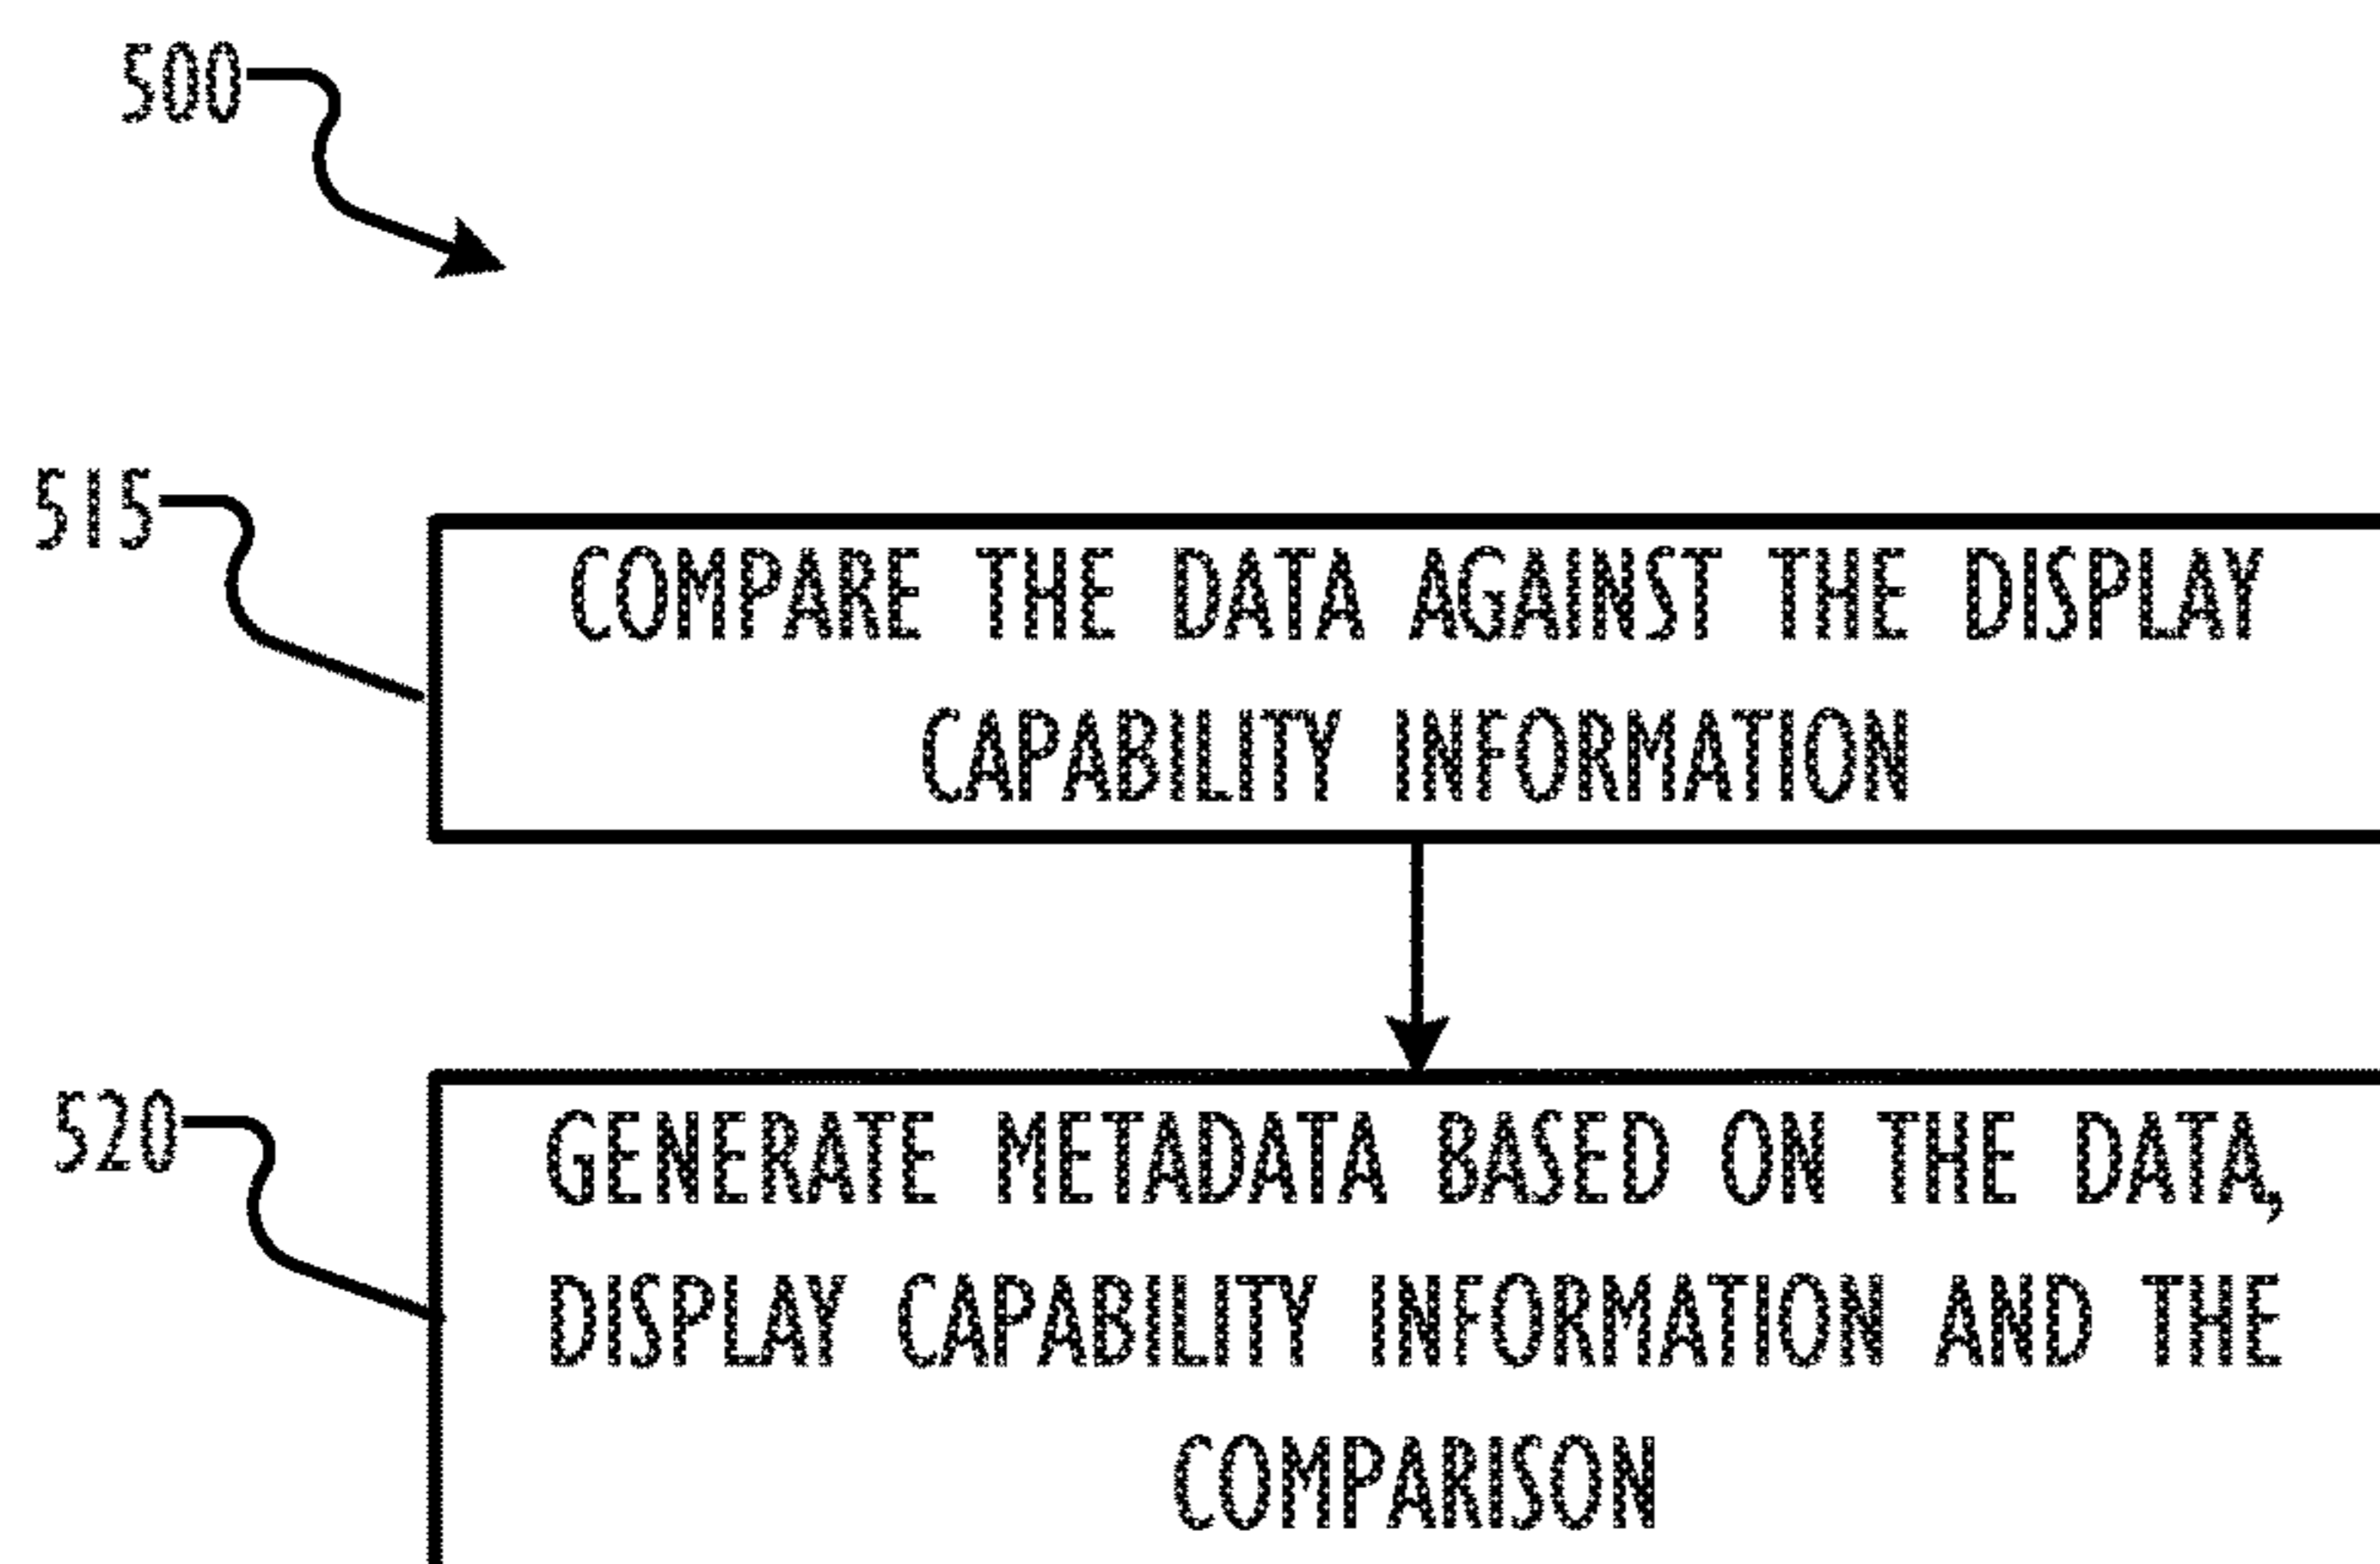 500
515
COMPARE THE DATA AGAINST THE DISPLAY
CAPABILITY INFORMATION
520
GENERATE METADATA BASED ON THE DATA,
DISPLAY CAPABILITY INFORMATION AND THE
COMPARISON